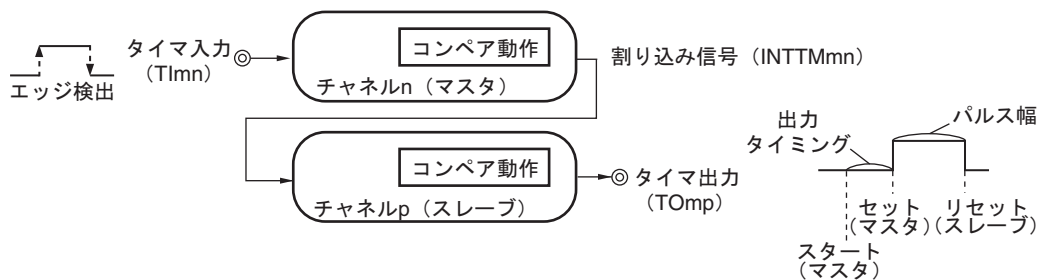 エッジ検出
タイマ入力
(TImn)
コンペア動作
チャネルn（マスタ）
割り込み信号（INTTMmn）
コンペア動作
チャネルp（スレーブ）
タイマ出力
(TOmp)
出力
タイミング
パルス幅
セット
(マスタ)
リセット
(スレーブ)
スタート
(マスタ)